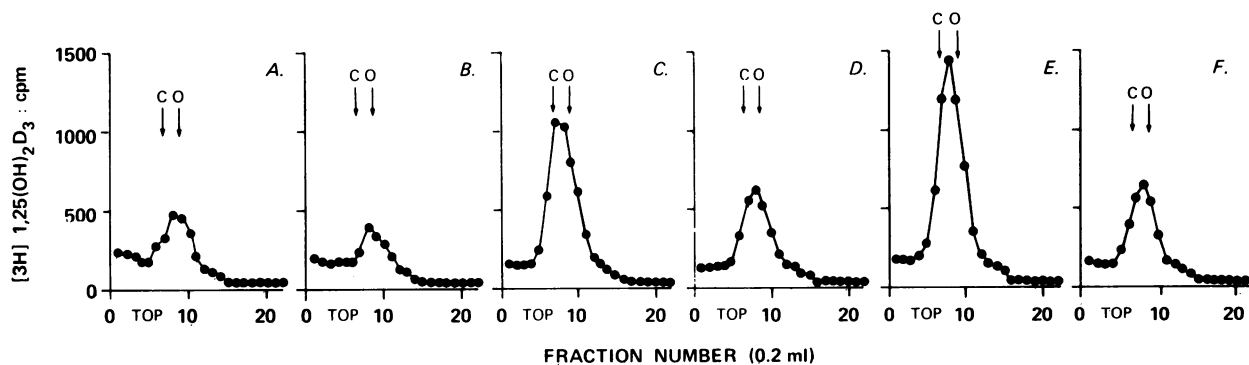 C O
C O
C O
C O
C O
C O
1500
1000
500
0
A.
B.
C.
D.
E.
F.
[3H] 1,25(OH)2D3 : cpm
0 TOP 10 20
0 TOP 10 20
0 TOP 10 20
0 TOP 10 20
0 TOP 10 20
0 TOP 10 20
FRACTION NUMBER (0.2 ml)